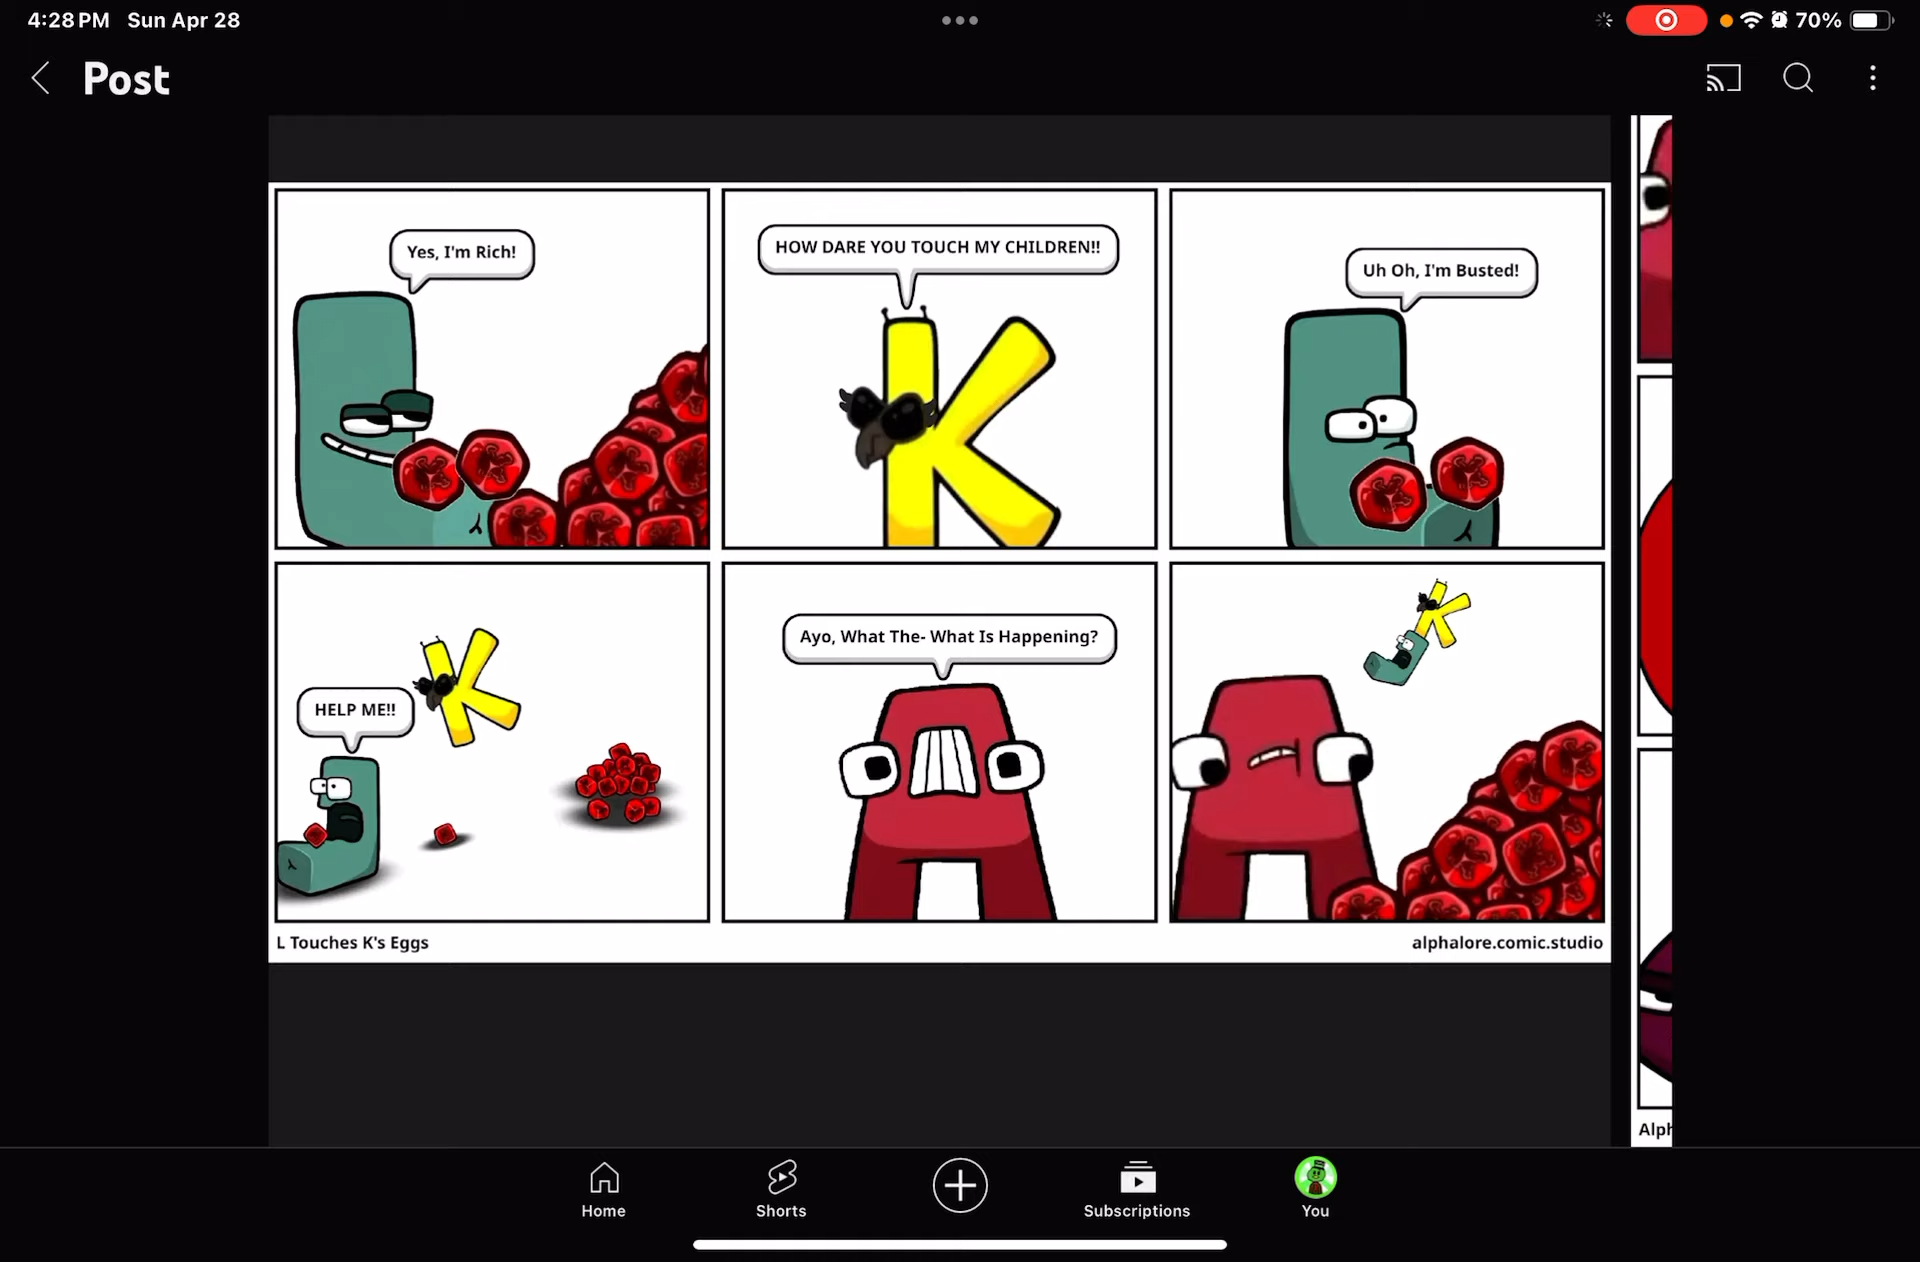 4:28 PM Sun Apr 28
70%
Post
Yes, I'm Rich!
HOW DARE YOU TOUCH MY CHILDREN!!
Uh Oh, I'm Busted!
HELP ME!!
Ayo, What The- What Is Happening?
L Touches K's Eggs
alphalore.comic.studio
Alph
Home
Shorts
Subscriptions
You